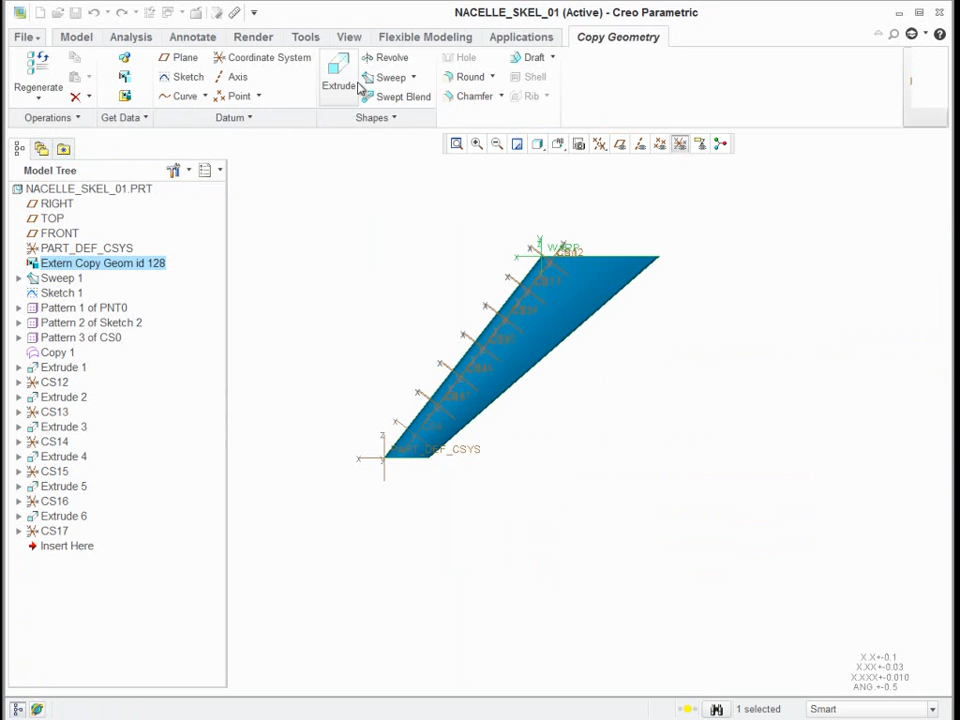 NACELLE_SKEL_01 (Active) - Creo Parametric
File Model Analysis Annotate Render Tools View Flexible Modeling Applications Copy Geometry
Regenerate
Plane Coordinate System
Sketch Axis
Curve Point
Extrude
Revolve
Sweep
Swept Blend
Hole Draft
Round Shell
Chamfer Rib
Operations Get Data Datum Shapes
Model Tree
NACELLE_SKEL_01.PRT
RIGHT
TOP
FRONT
PART_DEF_CSYS
Extern Copy Geom id 128
Sweep 1
Sketch 1
Pattern 1 of PNT0
Pattern 2 of Sketch 2
Pattern 3 of CS0
Copy 1
Extrude 1
CS12
Extrude 2
CS13
Extrude 3
CS14
Extrude 4
CS15
Extrude 5
CS16
Extrude 6
CS17
Insert Here
PART_DEF_CSYS
X.X+-0.1
X.XX+-0.03
X.XXX+-0.010
ANG.+-0.5
1 selected
Smart